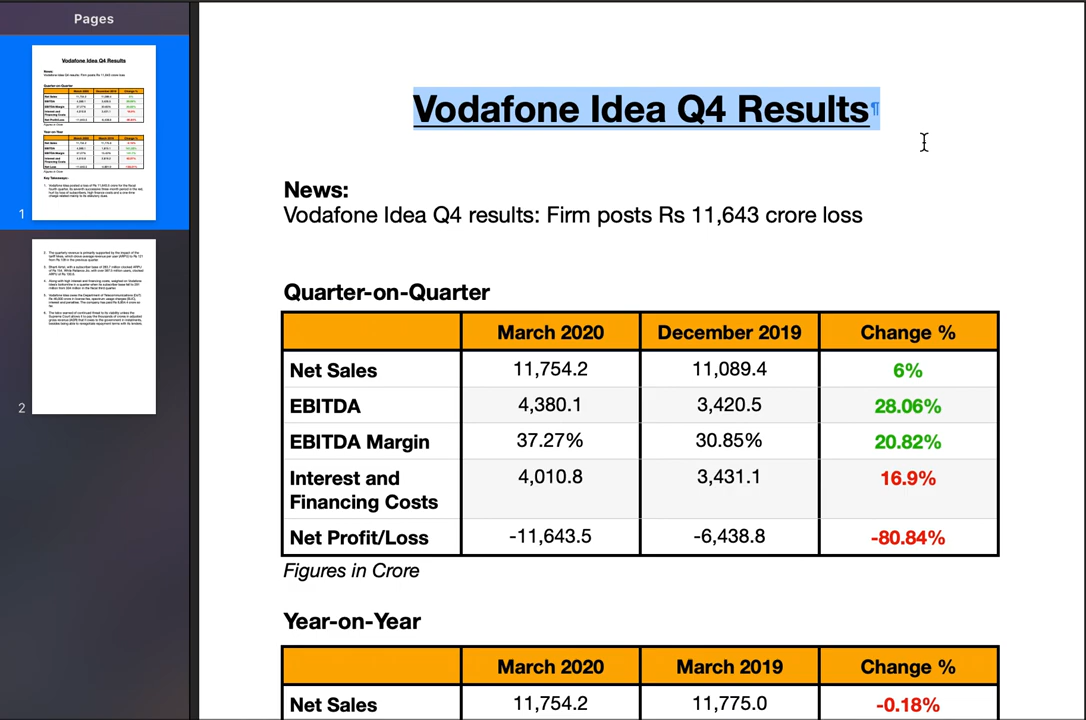 Pages
1
2
Vodafone Idea Q4 Results¶
News:
Vodafone Idea Q4 results: Firm posts Rs 11,643 crore loss
Quarter-on-Quarter
March 2020 December 2019 Change %
Net Sales 11,754.2 11,089.4 6%
EBITDA 4,380.1 3,420.5 28.06%
EBITDA Margin 37.27% 30.85% 20.82%
Interest and 4,010.8 3,431.1 16.9%
Financing Costs
Net Profit/Loss -11,643.5 -6,438.8 -80.84%
Figures in Crore
Year-on-Year
March 2020 March 2019 Change %
Net Sales 11,754.2 11,775.0 -0.18%